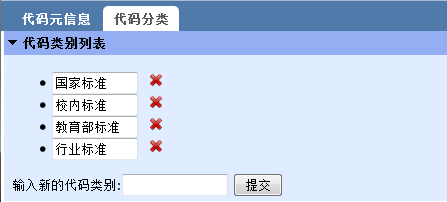 代码元信息 代码分类
代码类别列表
国家标准
校内标准
教育部标准
行业标准
输入新的代码类别: 提交